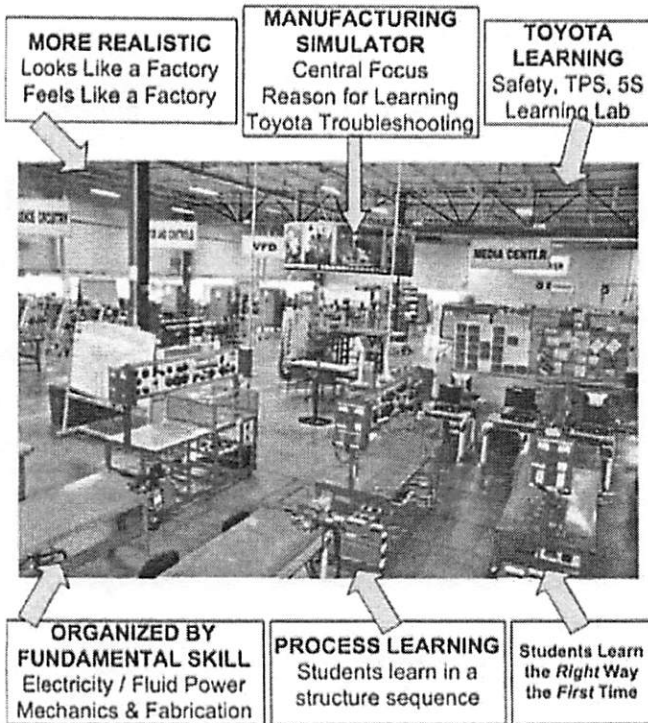 MORE REALISTIC
Looks Like a Factory
Feels Like a Factory
MANUFACTURING
SIMULATOR
Central Focus
Reason for Learning
Toyota Troubleshooting
TOYOTA
LEARNING
Safety, TPS, 5S
Learning Lab
VFD
MEDIA CENTER
ORGANIZED BY
FUNDAMENTAL SKILL
Electricity / Fluid Power
Mechanics & Fabrication
PROCESS LEARNING
Students learn in a
structure sequence
Students Learn
the Right Way
the First Time